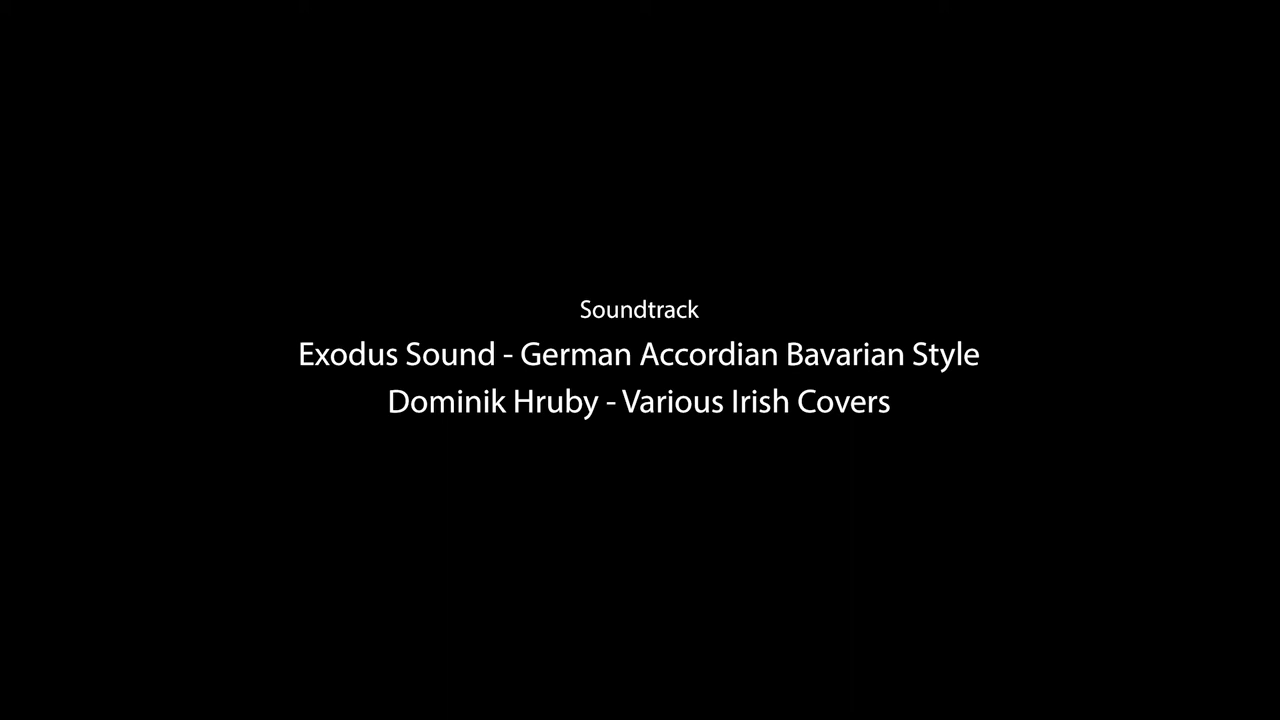 Soundtrack
Exodus Sound - German Accordian Bavarian Style
Dominik Hruby - Various Irish Covers